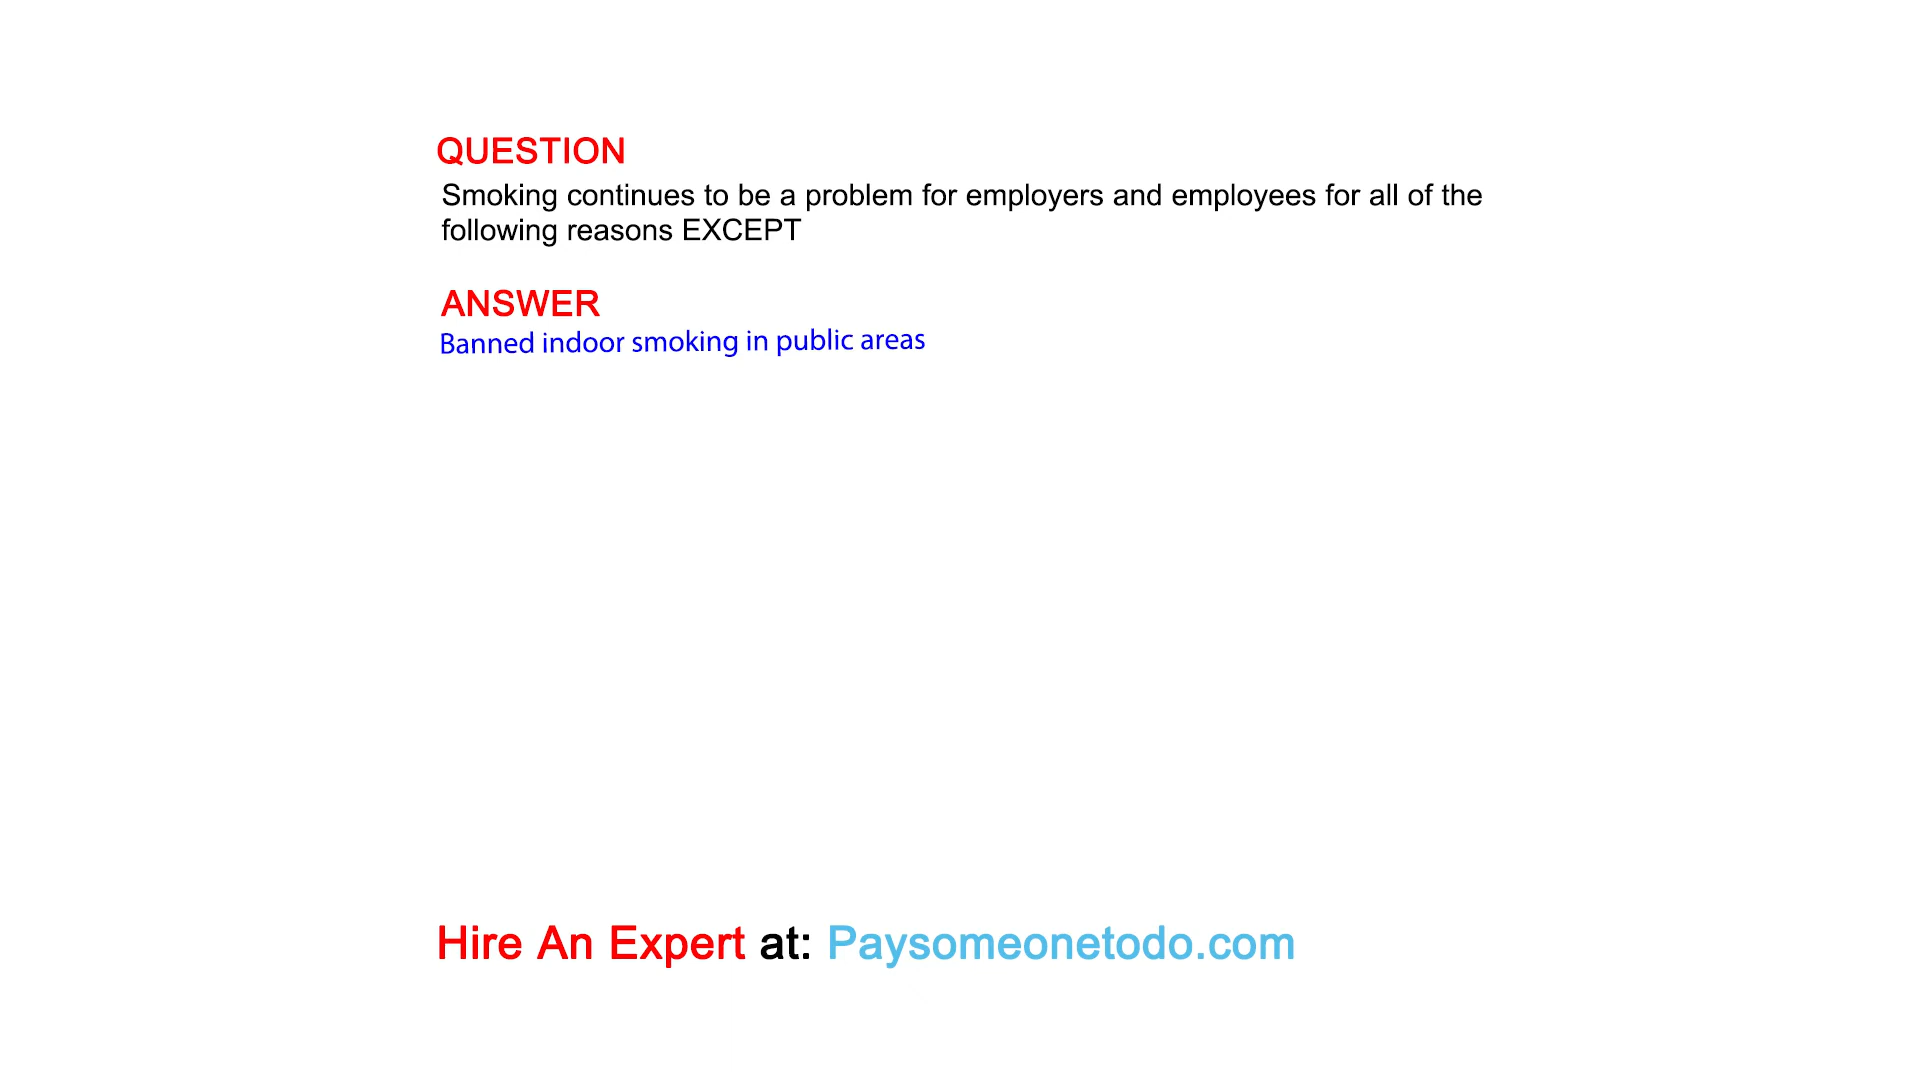 QUESTION
Smoking continues to be a problem for employers and employees for all of the
following reasons EXCEPT
ANSWER
Banned indoor smoking in public areas
Hire An Expert at: Paysomeonetodo.com